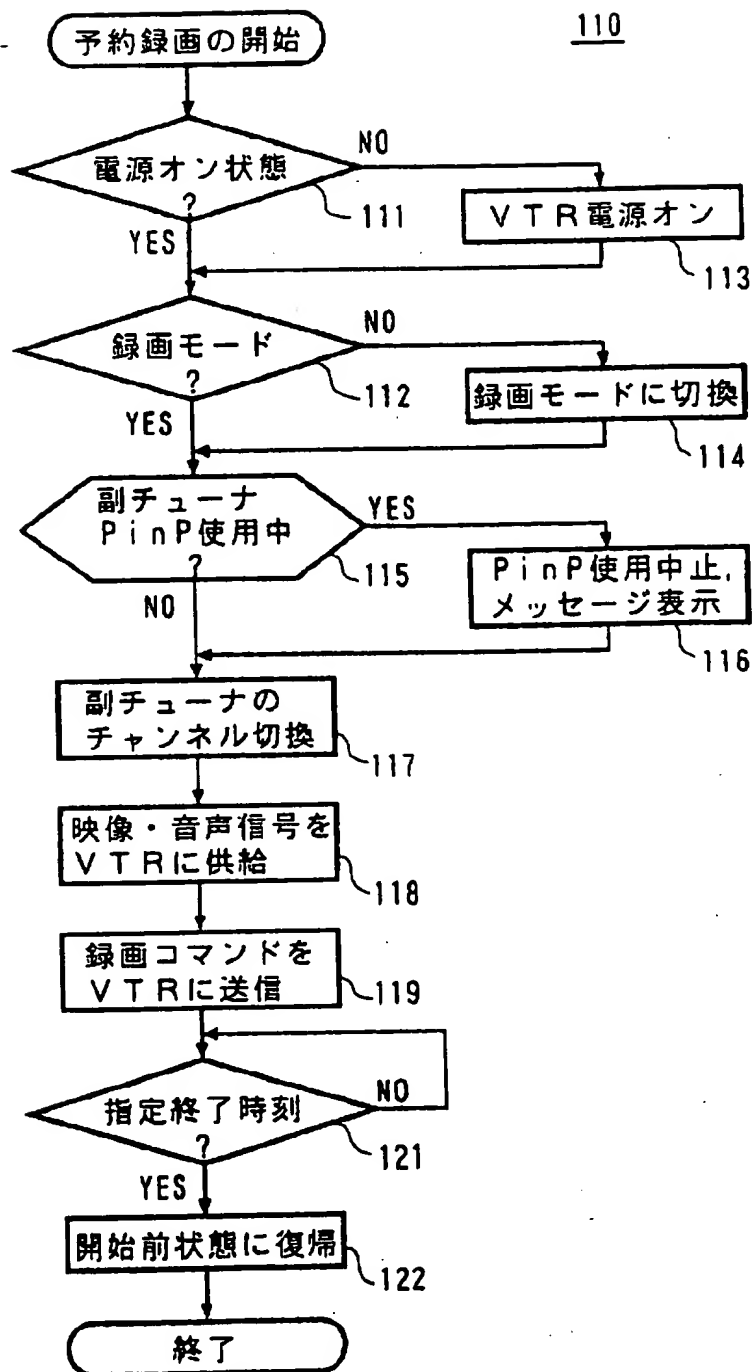 110
予約録画の開始
電源オン状態
?
NO
YES
111
VTR電源オン
113
録画モード
?
NO
YES
112
録画モードに切換
114
副チューナ
PinP使用中
?
YES
NO
115
PinP使用中止,
メッセージ表示
116
副チューナの
チャンネル切換
117
映像・音声信号を
VTRに供給
118
録画コマンドを
VTRに送信
119
指定終了時刻
?
NO
YES
121
開始前状態に復帰
122
終了